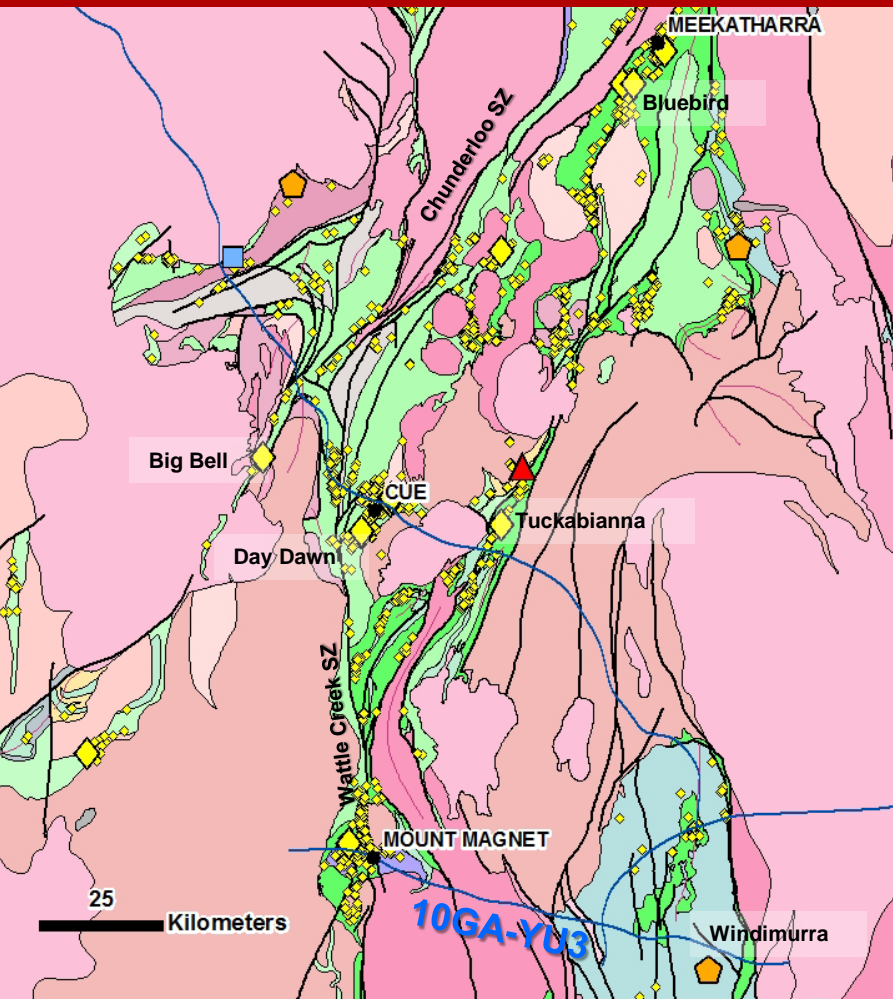 MEEKATHARRA
Bluebird
Chunderloo SZ
Big Bell
CUE
Tuckabianna
Day Dawn
Wattle Creek SZ
MOUNT MAGNET
25
Kilometers
10GA-YU3
Windimurra